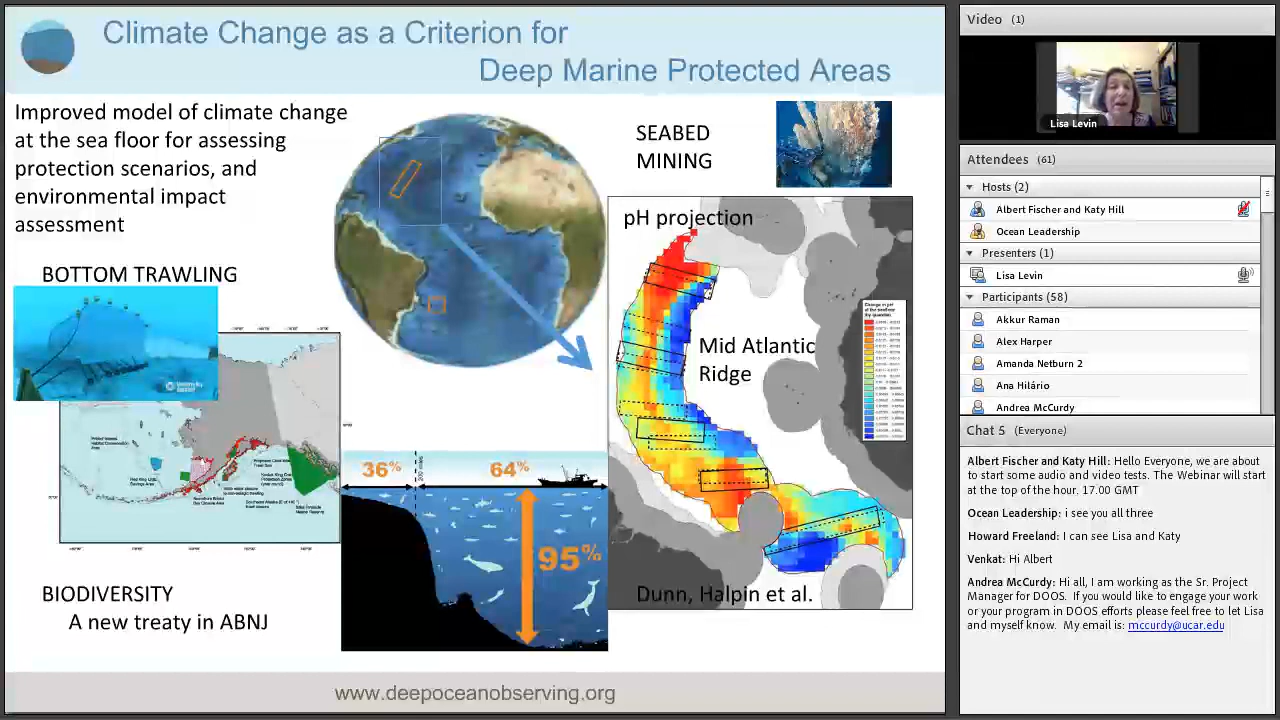 Climate Change as a Criterion for
Deep Marine Protected Areas
Improved model of climate change
at the sea floor for assessing
protection scenarios, and
environmental impact
assessment
BOTTOM TRAWLING
SEABED
MINING
pH projection
Mid Atlantic
Ridge
Dunn, Halpin et al.
36%
64%
95%
BIODIVERSITY
A new treaty in ABNJ
www.deepoceanobserving.org
Video (1)
Lisa Levin
Attendees (61)
Hosts (2)
Albert Fischer and Katy Hill
Ocean Leadership
Presenters (1)
Lisa Levin
Participants (58)
Akkur Raman
Alex Harper
Amanda Netburn 2
Ana Hilário
Andrea McCurdy
Chat 5 (Everyone)
Albert Fischer and Katy Hill: Hello Everyone, we are about
to start some audio and video tests. The Webinar will start
at the top of the hour. 17.00 GMT
Ocean Leadership: i see you all three
Howard Freeland: I can see Lisa and Katy
Venkat: Hi Albert
Andrea McCurdy: Hi all, I am working as the Sr. Project
Manager for DOOS. If you would like to engage your work
or your program in DOOS efforts please feel free to let Lisa
and myself know. My email is: mccurdy@ucar.edu